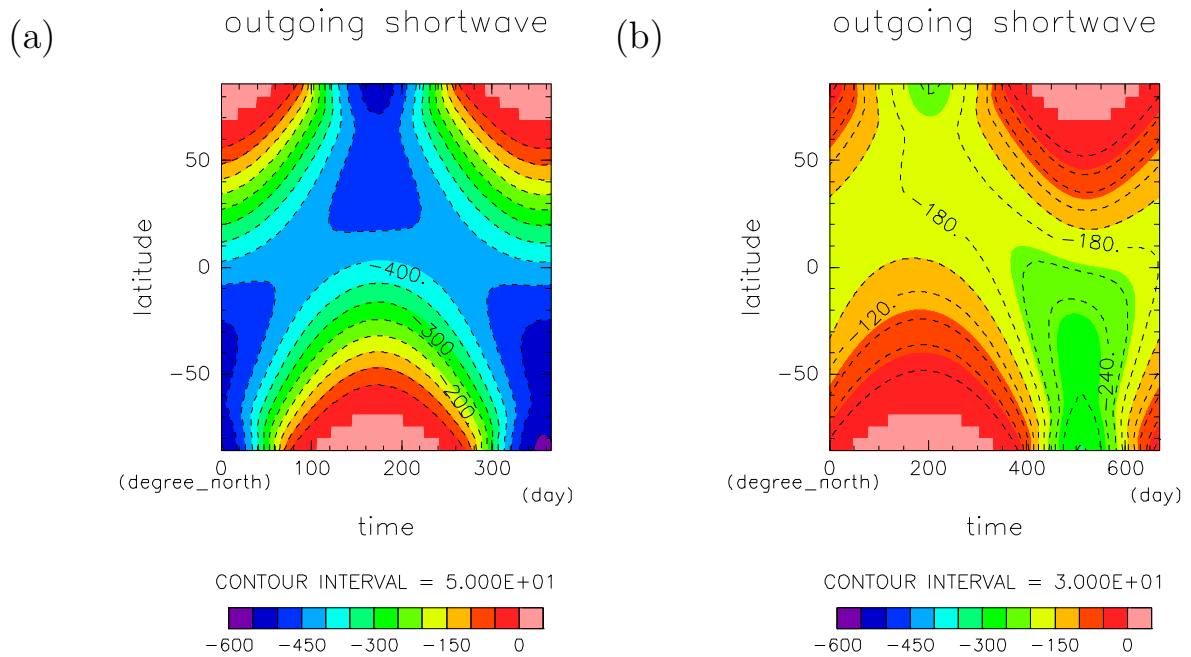 (a)
outgoing shortwave
latitude
50
0
−50
−400.
−300.
−200.
0 100 200 300
(degree_north)
(day)
time
CONTOUR INTERVAL = 5.000E+01
−600 −450 −300 −150 0
(b)
outgoing shortwave
latitude
50
0
−50
−180.
−180.
120.
240.
0 200 400 600
(degree_north)
(day)
time
CONTOUR INTERVAL = 3.000E+01
−600 −450 −300 −150 0